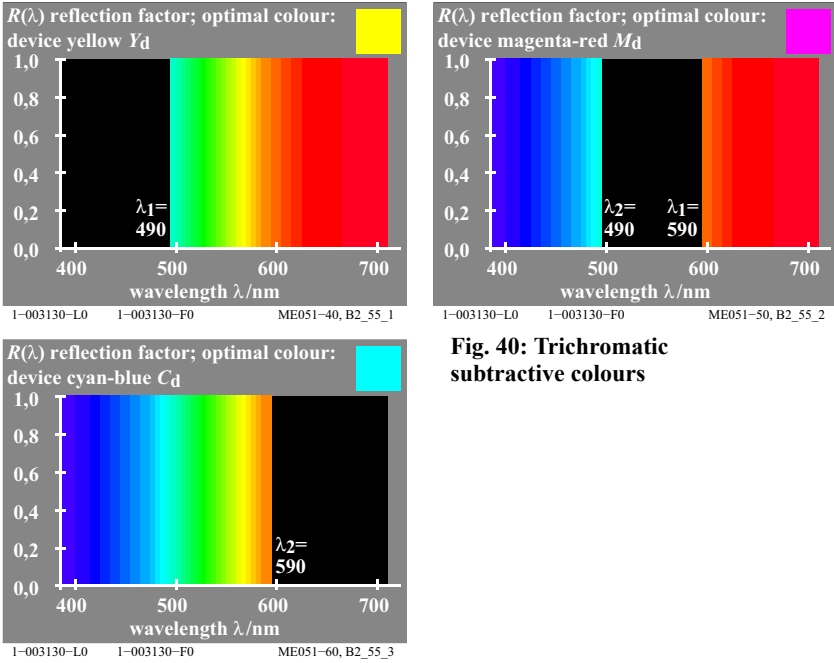 R(λ) reflection factor; optimal colour:
device yellow Yd
1,0
0,8
0,6
0,4
0,2
0,0
λ1=
490
400 500 600 700
wavelength λ/nm
1−003130−L0 1−003130−F0 ME051−40, B2_55_1
R(λ) reflection factor; optimal colour:
device magenta-red Md
1,0
0,8
0,6
0,4
0,2
0,0
λ2= λ1=
490 590
400 500 600 700
wavelength λ/nm
1−003130−L0 1−003130−F0 ME051−50, B2_55_2
R(λ) reflection factor; optimal colour:
device cyan-blue Cd
1,0
0,8
0,6
0,4
0,2
0,0
λ2=
590
400 500 600 700
wavelength λ/nm
1−003130−L0 1−003130−F0 ME051−60, B2_55_3
Fig. 40: Trichromatic
subtractive colours